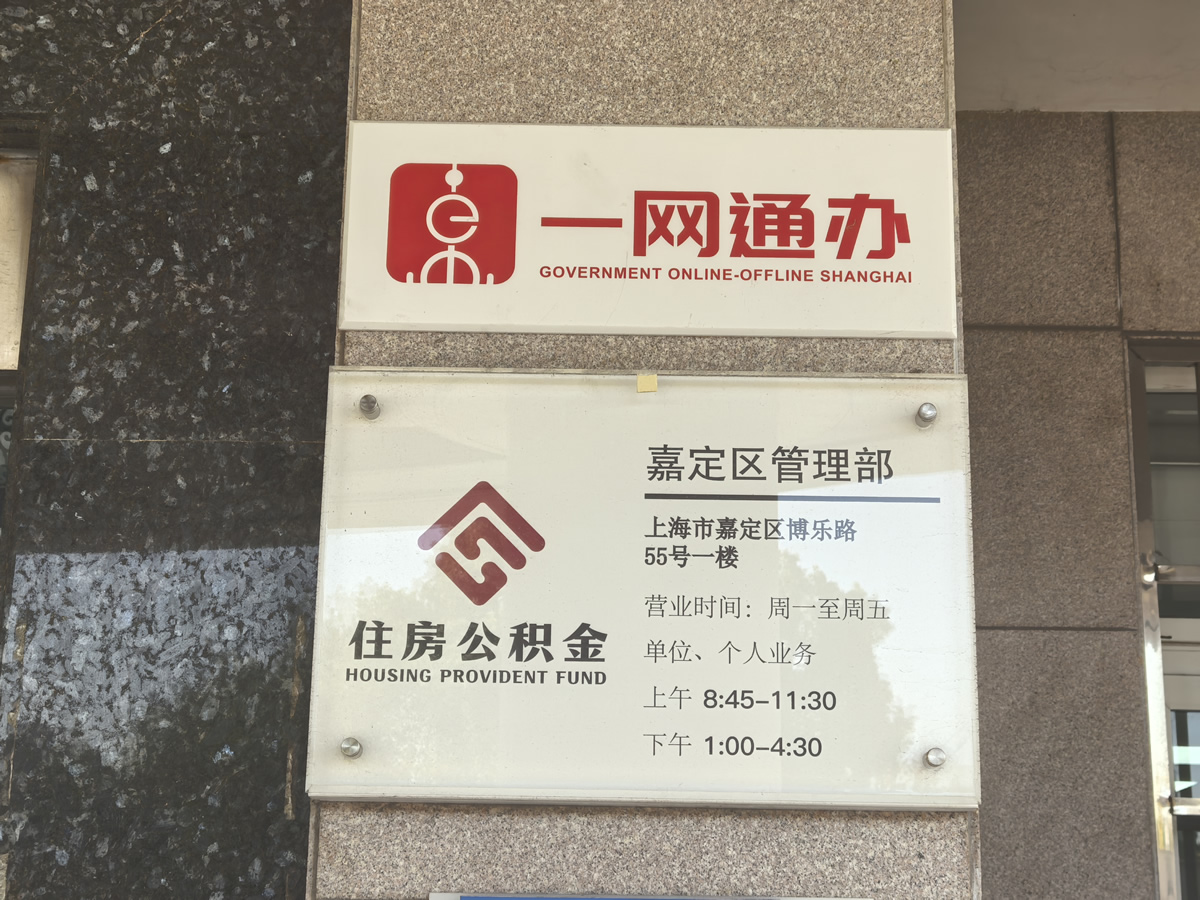 一网通办
GOVERNMENT ONLINE-OFFLINE SHANGHAI
住房公积金
HOUSING PROVIDENT FUND
嘉定区管理部
上海市嘉定区博乐路
55号一楼
营业时间：周一至周五
单位、个人业务
上午 8:45-11:30
下午 1:00-4:30